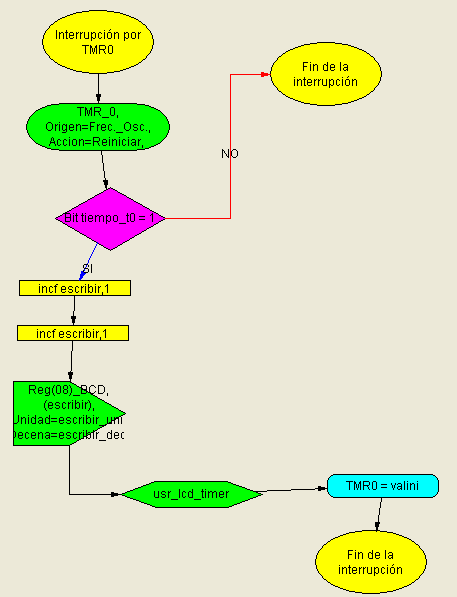 Interrupción por
TMR0
Fin de la
interrupción
TMR_0,
Origen=Frec._Osc.,
Accion=Reiniciar,
NO
Bit tiempo_t0 = 1
SI
incf escribir,1
incf escribir,1
Reg(08)_BCD,
(escribir),
Unidad=escribir_uni
Decena=escribir_dec
usr_lcd_timer
TMR0 = valini
Fin de la
interrupción